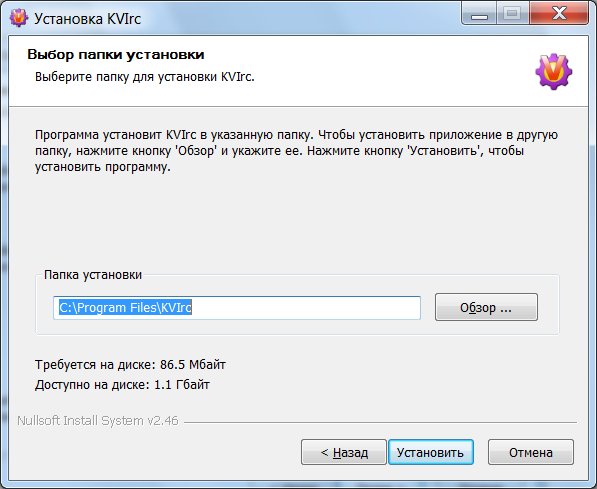 Установка KVIrc
Выбор папки установки
Выберите папку для установки KVIrc.
Программа установит KVIrc в указанную папку. Чтобы установить приложение в другую
папку, нажмите кнопку 'Обзор' и укажите ее. Нажмите кнопку 'Установить', чтобы
установить программу.
Папка установки
C:\Program Files\KVIrc
Обзор ...
Требуется на диске: 86.5 Мбайт
Доступно на диске: 1.1 Гбайт
Nullsoft Install System v2.46
< Назад
Установить
Отмена